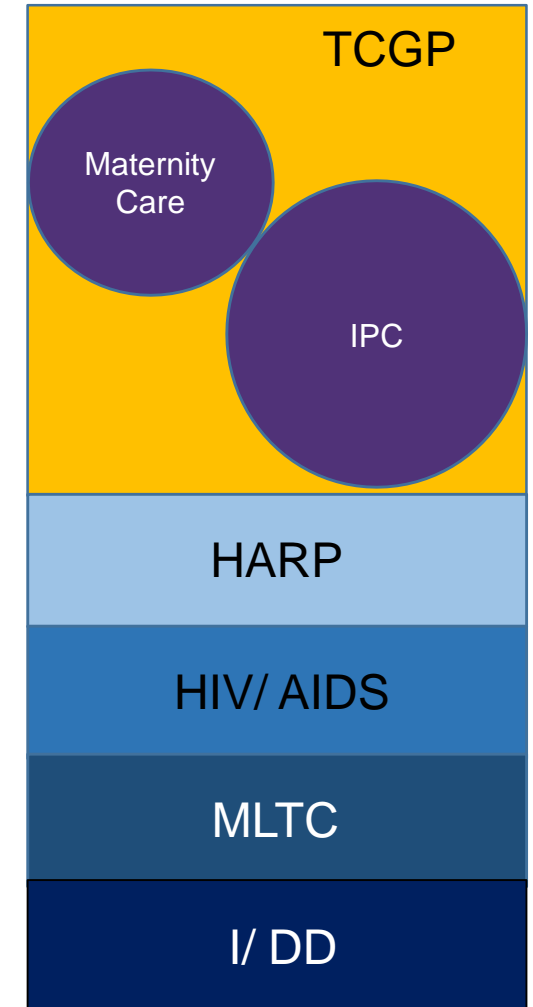 TCGP
Maternity
Care
IPC
HARP
HIV/ AIDS
MLTC
I/ DD